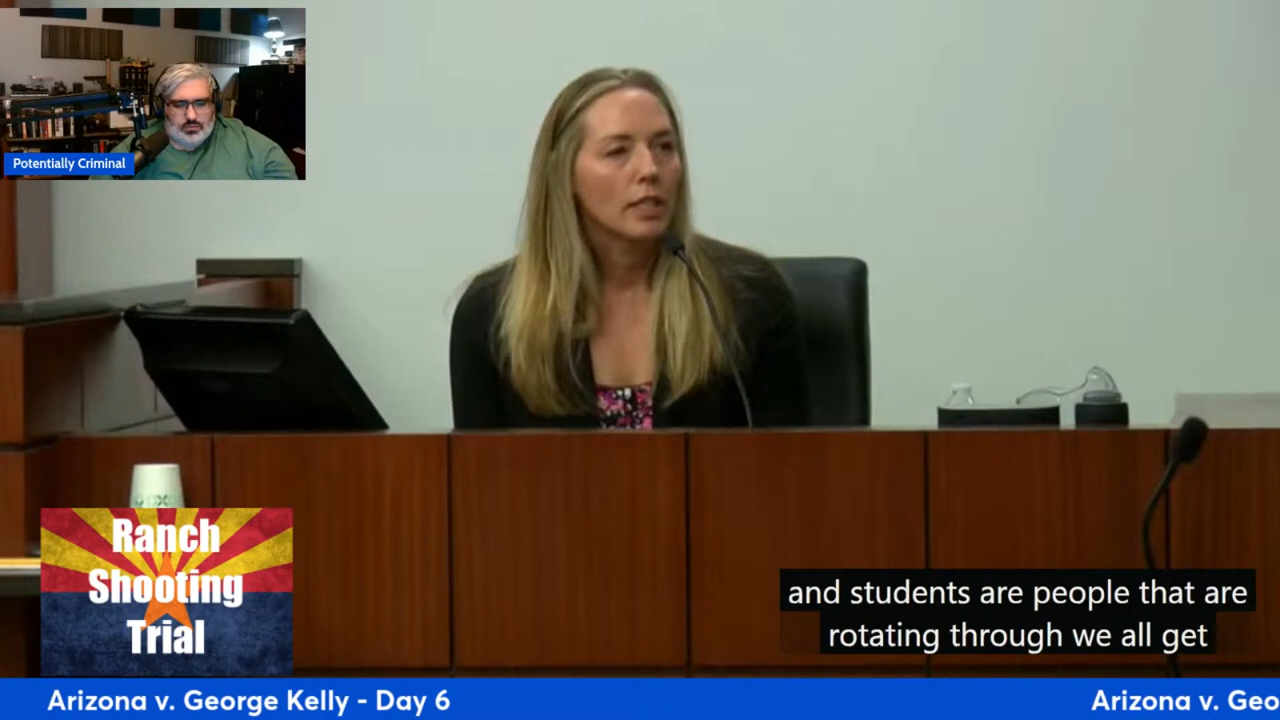 Potentially Criminal
Ranch
Shooting
Trial
and students are people that are
rotating through we all get
Arizona v. George Kelly - Day 6
Arizona v. Geo